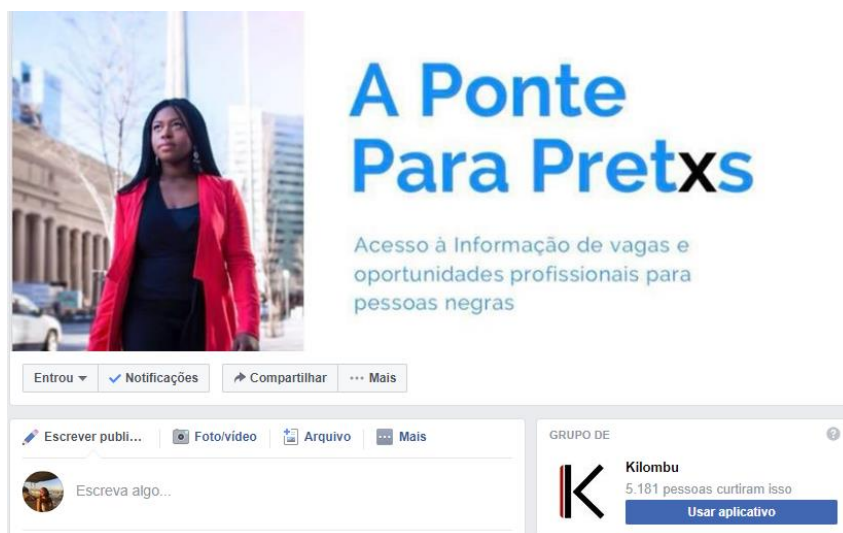 A Ponte
Para Pretxs
Acesso à Informação de vagas e
oportunidades profissionais para
pessoas negras
Entrou Notificações Compartilhar ... Mais
Escrever publi... Foto/vídeo Arquivo Mais
Escreva algo...
GRUPO DE ?
K
Kilombu
5.181 pessoas curtiram isso
Usar aplicativo